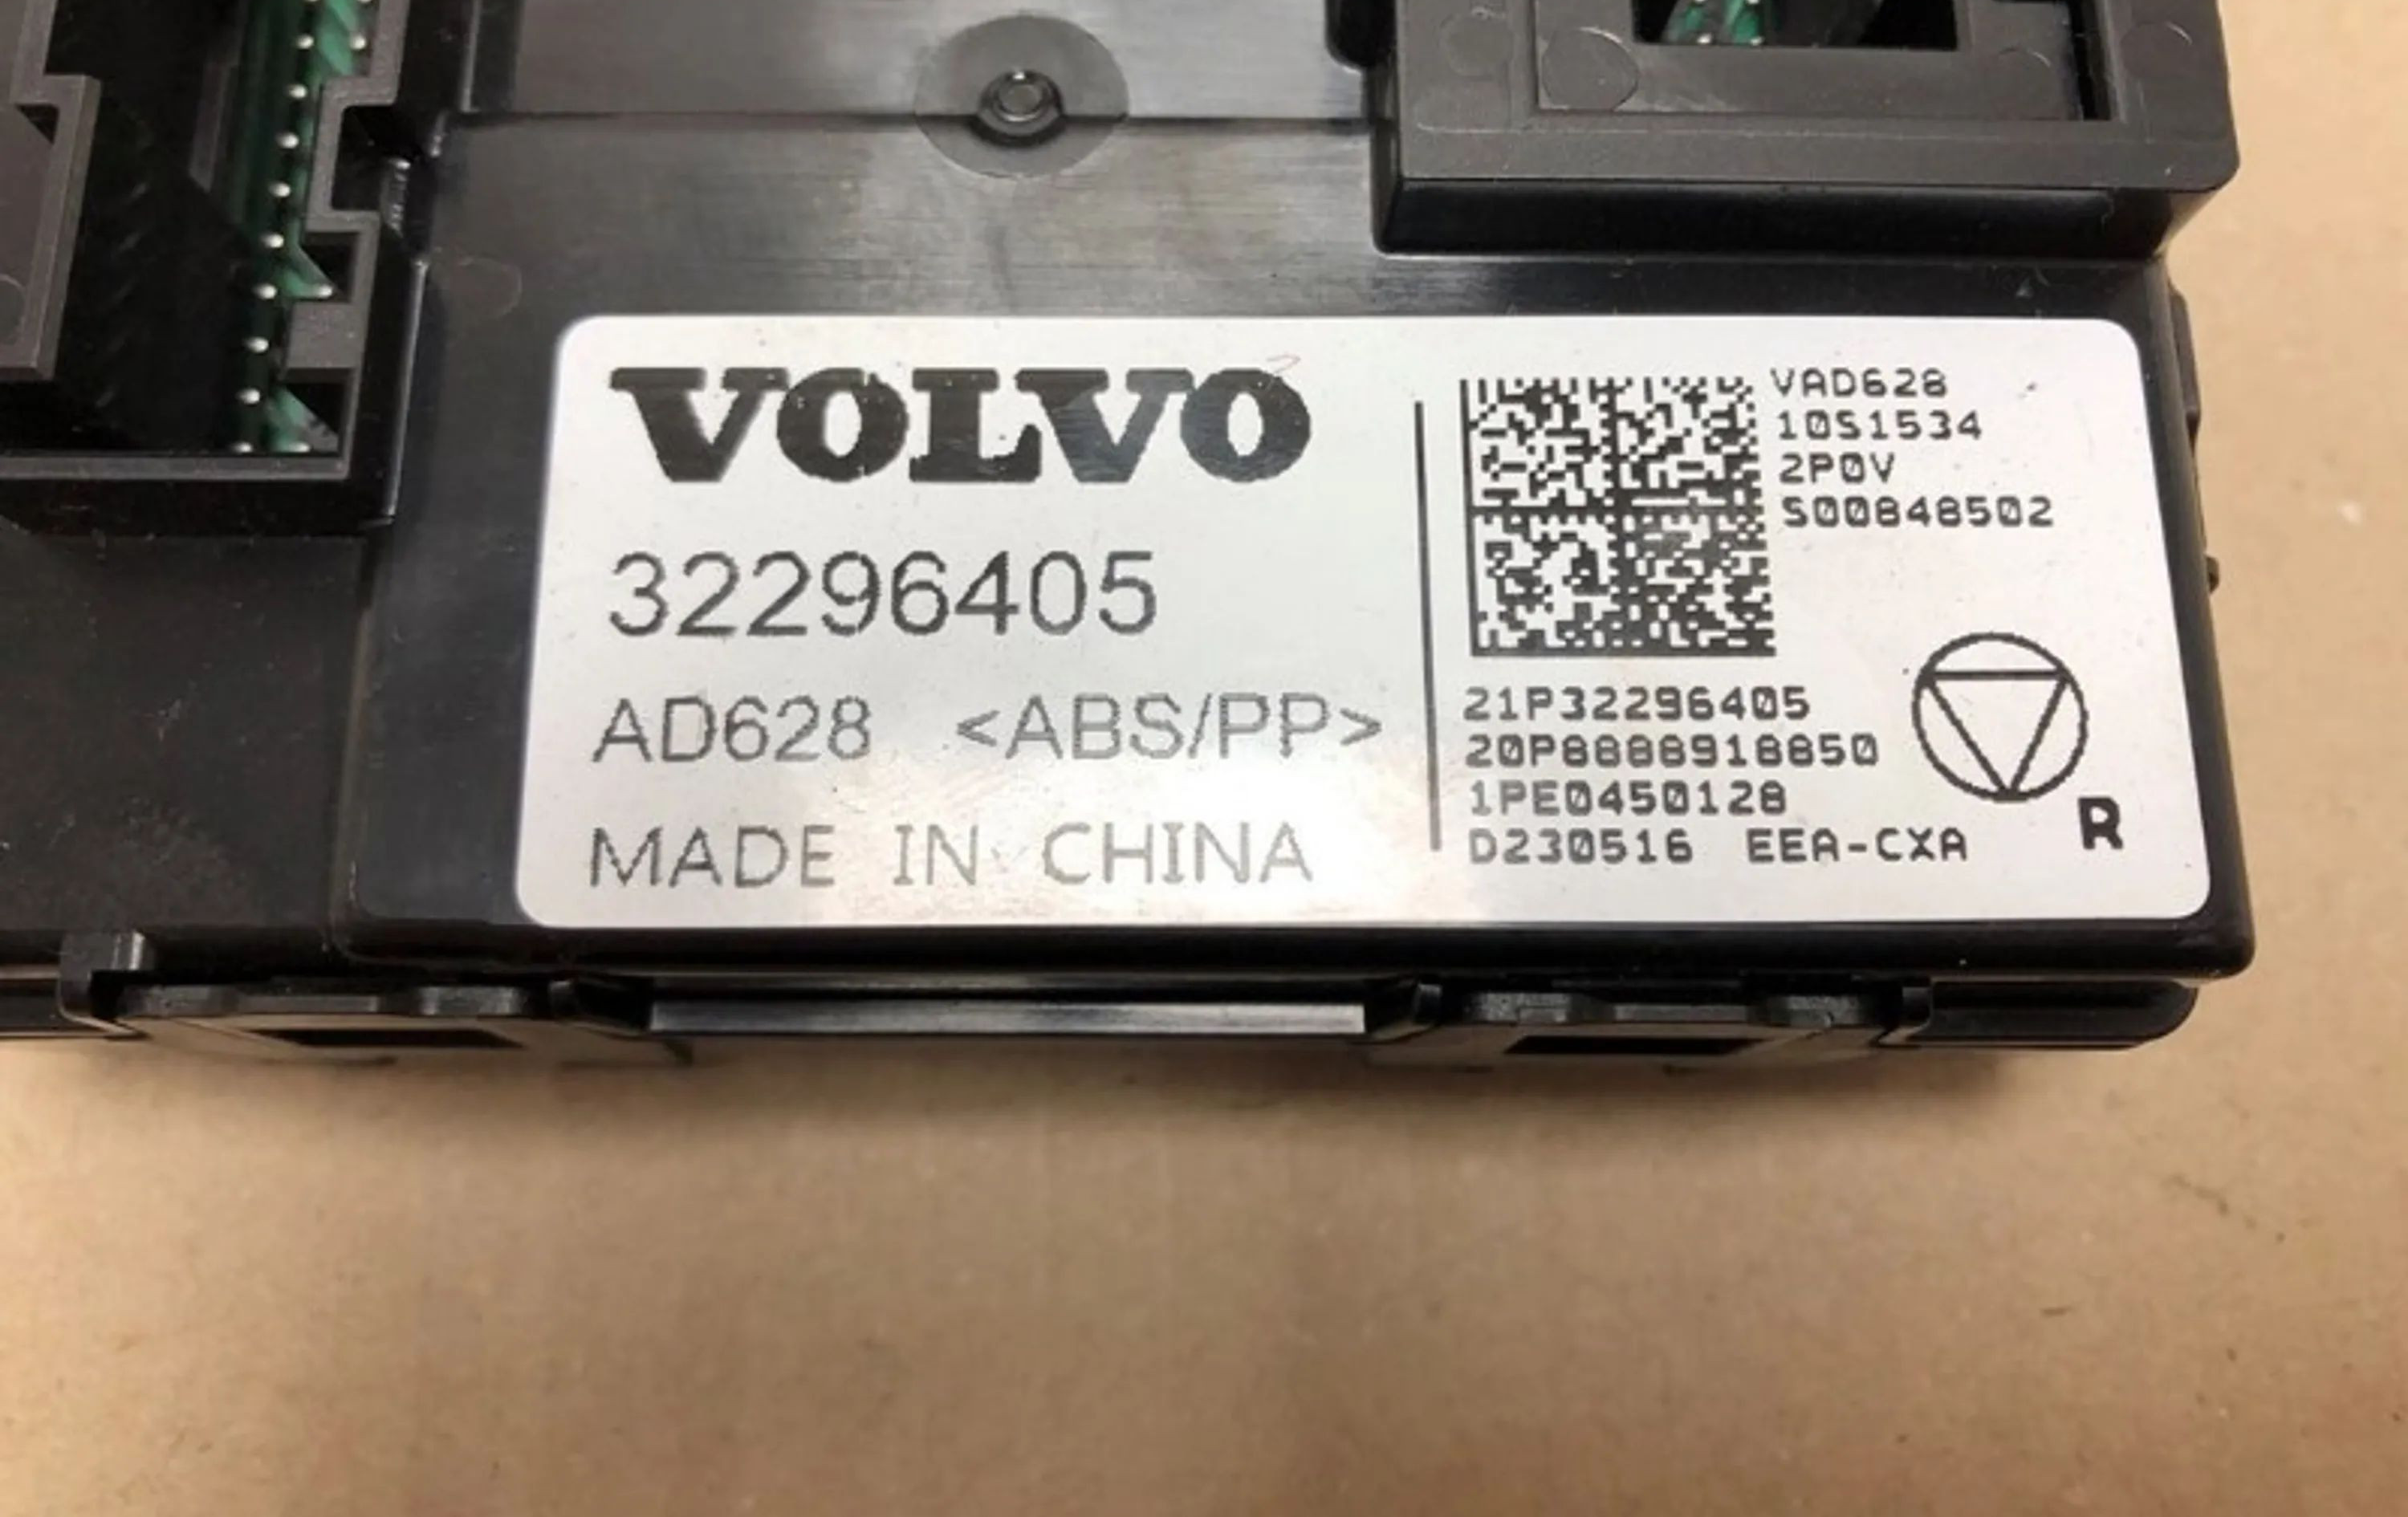 VOLVO
32296405
AD628 <ABS/PP>
MADE IN CHINA
VAD628
10S1534
2P0V
S00848502
21P32296405
20P8888918850
1PE0450128
D230516 EEA-CXA
R